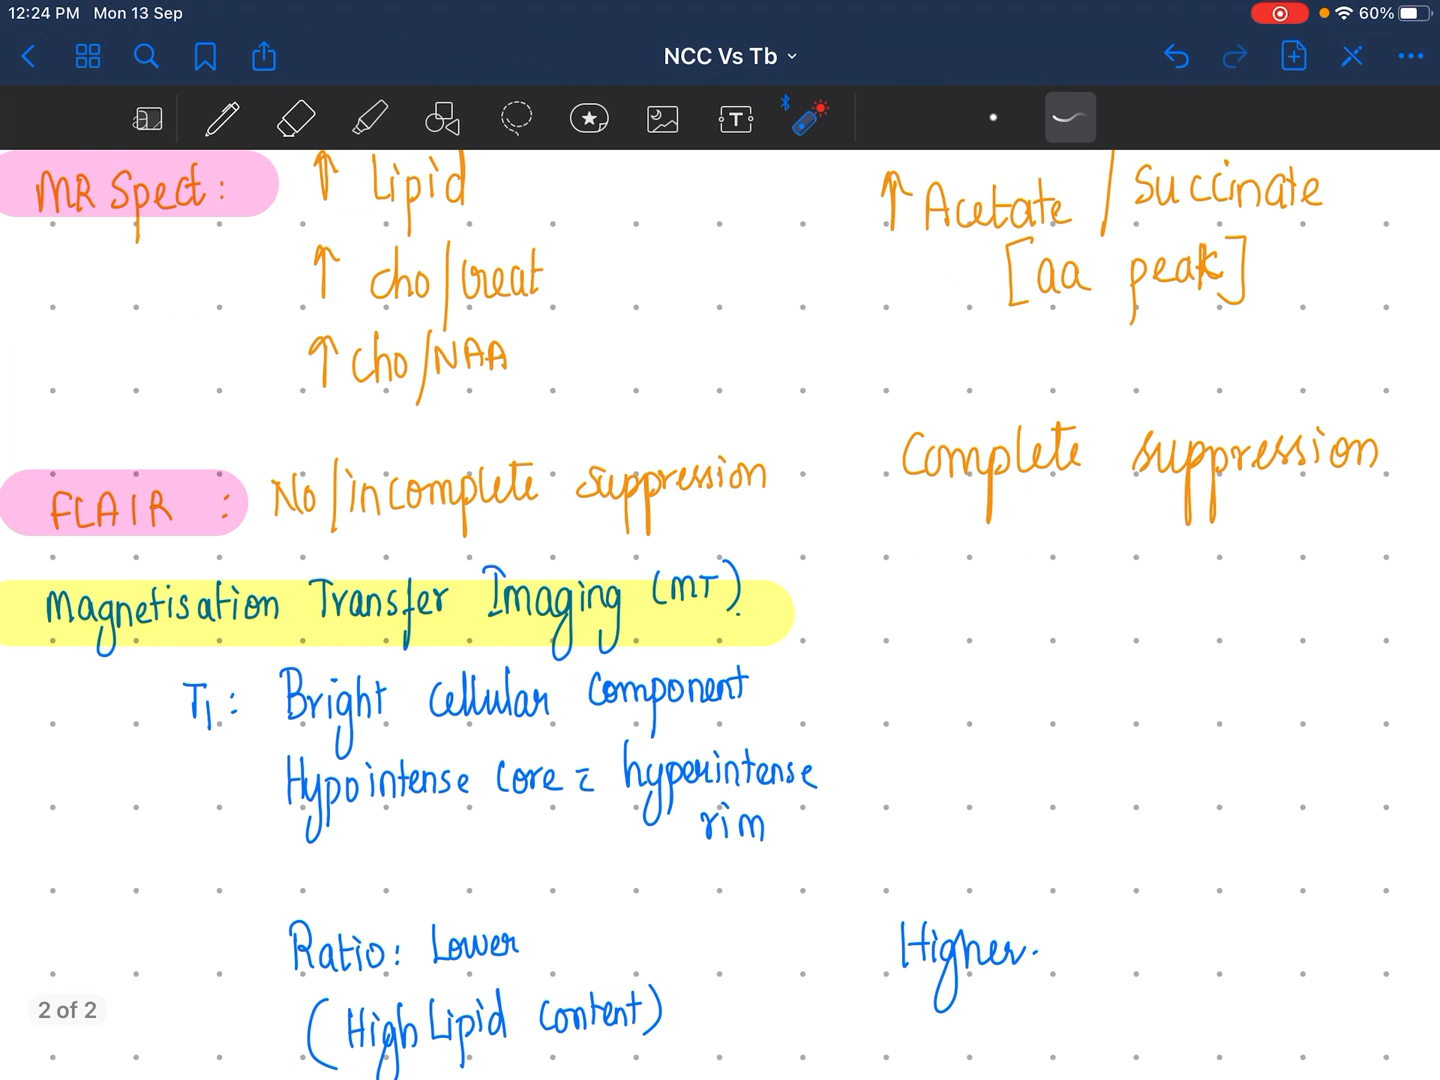 12:24 PM Mon 13 Sep
60%
NCC Vs Tb
T
MR Spect: ↑ Lipid ↑ Acetate / Succinate
↑ cho/creat [aa peak]
↑ cho/NAA
FLAIR : No/incomplete suppression Complete suppression
Magnetisation Transfer Imaging (MT)
T1: Bright cellular component
Hypointense core c̄ hyperintense
rim
Ratio: Lower Higher.
(High Lipid content)
2 of 2